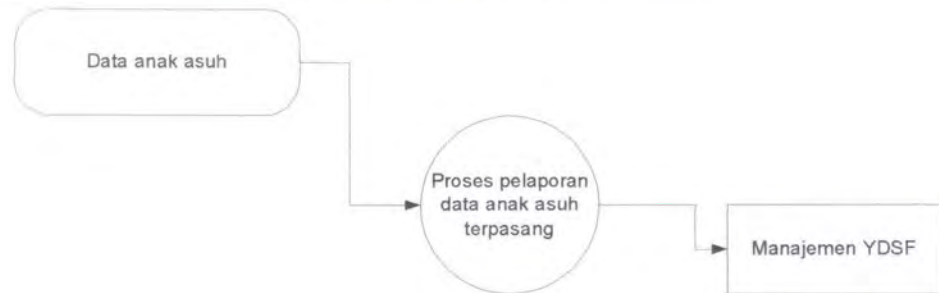 Data anak asuh
Proses pelaporan
data anak asuh
terpasang
Manajemen YDSF